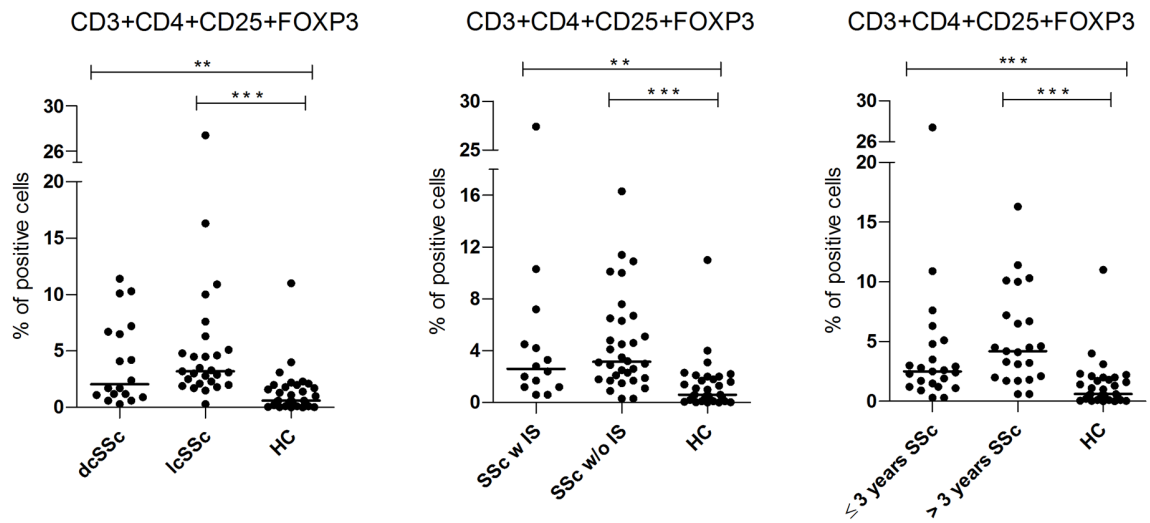 CD3+CD4+CD25+FOXP3
**
***
% of positive cells
30
26
20
15
10
5
0
dcSSc
lcSSc
HC
CD3+CD4+CD25+FOXP3
**
***
% of positive cells
30
25
16
12
8
4
0
SSc w IS
SSc w/o IS
HC
CD3+CD4+CD25+FOXP3
***
***
% of positive cells
30
26
20
15
10
5
0
≤ 3 years SSc
> 3 years SSc
HC